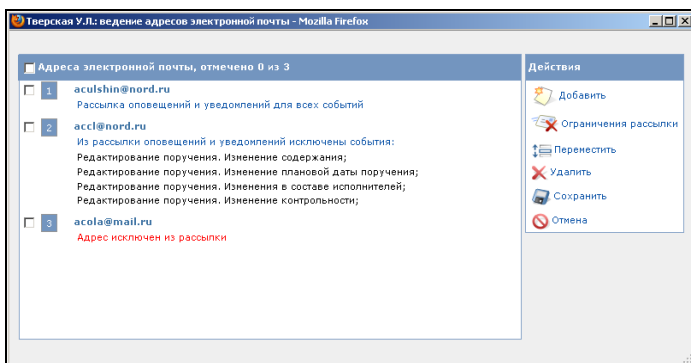 Тверская У.Л.: ведение адресов электронной почты - Mozilla Firefox
Адреса электронной почты, отмечено 0 из 3
1 aculshin@nord.ru
Рассылка оповещений и уведомлений для всех событий
2 accl@nord.ru
Из рассылки оповещений и уведомлений исключены события:
Редактирование поручения. Изменение содержания;
Редактирование поручения. Изменение плановой даты поручения;
Редактирование поручения. Изменения в составе исполнителей;
Редактирование поручения. Изменение контрольности;
3 acola@mail.ru
Адрес исключен из рассылки
Действия
Добавить
Ограничения рассылки
Переместить
Удалить
Сохранить
Отмена